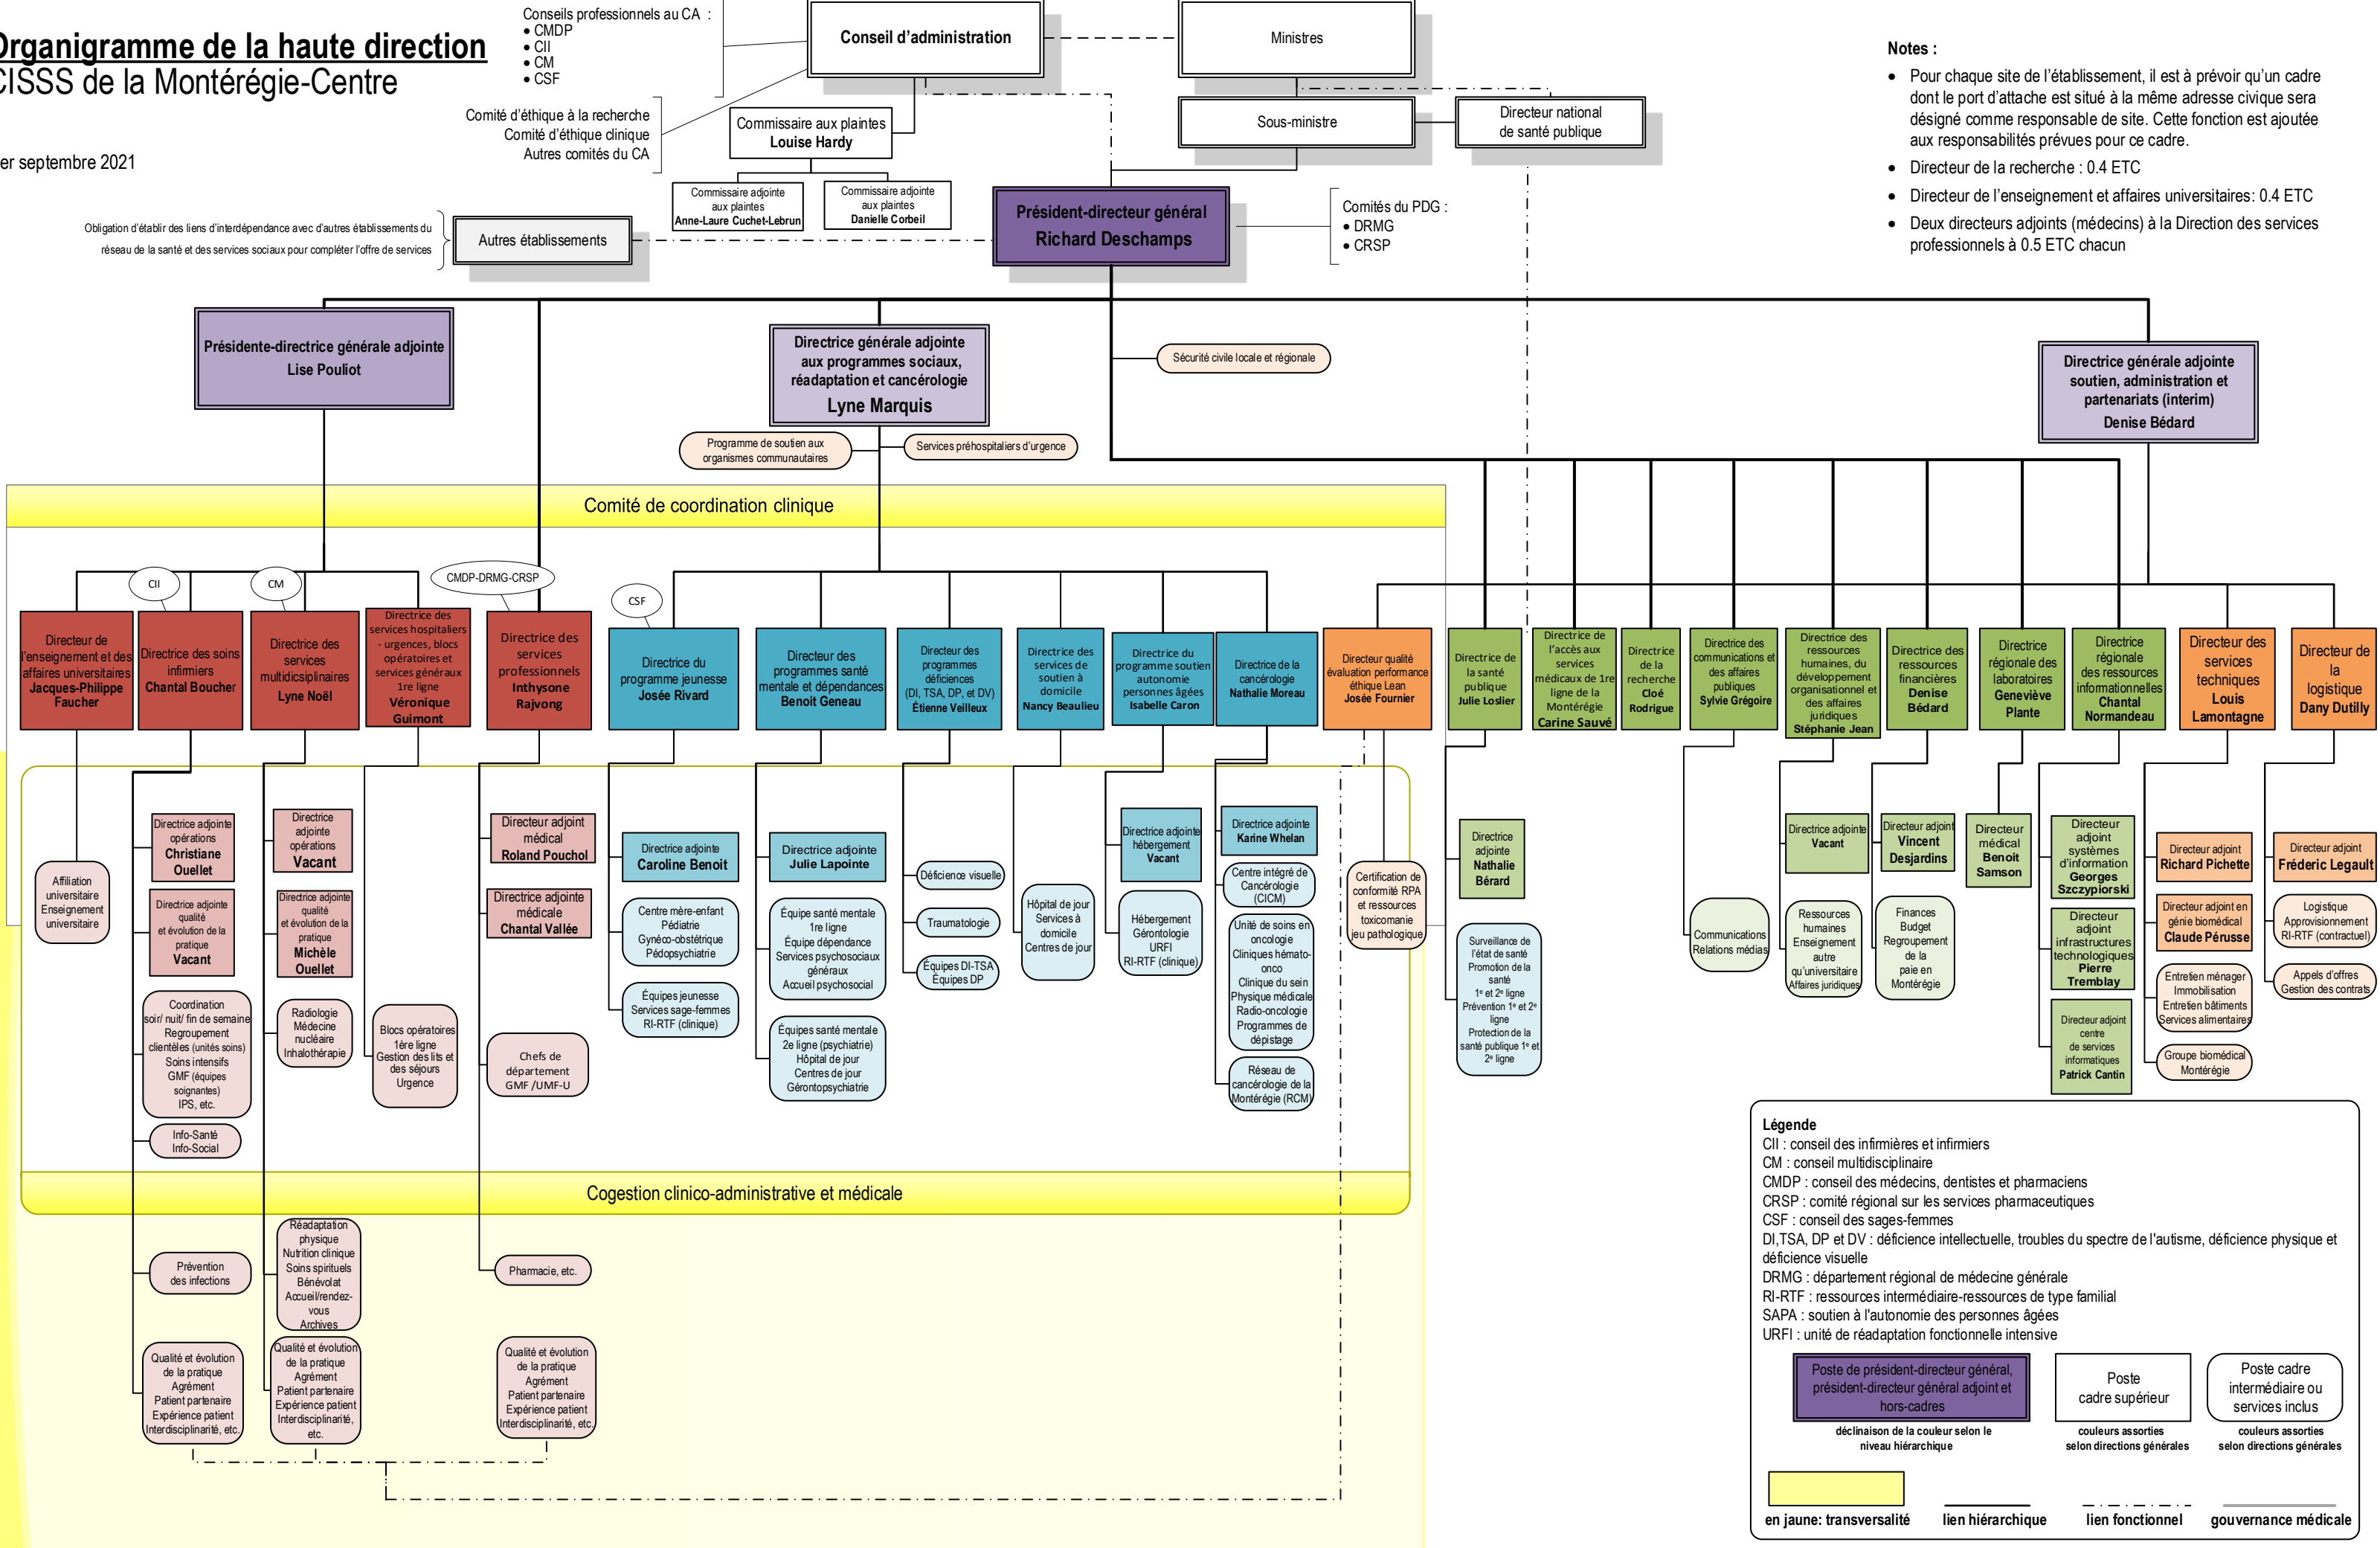 Organigramme de la haute direction
CISSS de la Montérégie-Centre
er septembre 2021
Conseils professionnels au CA :
• CMDP
• CII
• CM
• CSF
Comité d'éthique à la recherche
Comité d'éthique clinique
Autres comités du CA
Conseil d'administration
Ministres
Commissaire aux plaintes
Louise Hardy
Sous-ministre
Directeur national
de santé publique
Commissaire adjointe
aux plaintes
Anne-Laure Cuchet-Lebrun
Commissaire adjointe
aux plaintes
Danielle Corbeil
Obligation d'établir des liens d'interdépendance avec d'autres établissements du
réseau de la santé et des services sociaux pour compléter l'offre de services
Autres établissements
Président-directeur général
Richard Deschamps
Comités du PDG :
• DRMG
• CRSP
Notes :
• Pour chaque site de l'établissement, il est à prévoir qu'un cadre
dont le port d'attache est situé à la même adresse civique sera
désigné comme responsable de site. Cette fonction est ajoutée
aux responsabilités prévues pour ce cadre.
• Directeur de la recherche : 0.4 ETC
• Directeur de l'enseignement et affaires universitaires: 0.4 ETC
• Deux directeurs adjoints (médecins) à la Direction des services
professionnels à 0.5 ETC chacun
Présidente-directrice générale adjointe
Lise Pouliot
Directrice générale adjointe
aux programmes sociaux,
réadaptation et cancérologie
Lyne Marquis
Sécurité civile locale et régionale
Directrice générale adjointe
soutien, administration et
partenariats (interim)
Denise Bédard
Programme de soutien aux
organismes communautaires
Services préhospitaliers d'urgence
Comité de coordination clinique
CII
CM
CMDP-DRMG-CRSP
CSF
Directeur de
l'enseignement et des
affaires universitaires
Jacques-Philippe
Faucher
Directrice des soins
infirmiers
Chantal Boucher
Directrice des
services
multidicsiplinaires
Lyne Noël
Directrice des
services hospitaliers
- urgences, blocs
opératoires et
services généraux
1re ligne
Véronique
Guimont
Directrice des
services
professionnels
Inthysone
Rajvong
Directrice du
programme jeunesse
Josée Rivard
Directeur des
programmes santé
mentale et dépendances
Benoit Geneau
Directeur des
programmes
déficiences
(DI, TSA, DP, et DV)
Étienne Veilleux
Directrice des
services de
soutien à
domicile
Nancy Beaulieu
Directrice du
programme soutien
autonomie
personnes âgées
Isabelle Caron
Directrice de la
cancérologie
Nathalie Moreau
Directeur qualité
évaluation performance
éthique Lean
Josée Fournier
Directrice de
la santé
publique
Julie Loslier
Directrice de
l'accès aux
services
médicaux de 1re
ligne de la
Montérégie
Carine Sauvé
Directrice
de la
recherche
Cloé
Rodrigue
Directrice des
communications et
des affaires
publiques
Sylvie Grégoire
Directrice des
ressources
humaines, du
développement
organisationnel et
des affaires
juridiques
Stéphanie Jean
Directrice des
ressources
financières
Denise
Bédard
Directrice
régionale des
laboratoires
Geneviève
Plante
Directrice
régionale
des ressources
informationnelles
Chantal
Normandeau
Directeur des
services
techniques
Louis
Lamontagne
Directeur de
la
logistique
Dany Dutilly
Affiliation
universitaire
Enseignement
universitaire
Directrice adjointe
opérations
Christiane
Ouellet
Directrice adjointe
qualité
et évolution de la
pratique
Vacant
Coordination
soir/ nuit/ fin de semaine
Regroupement
clientèles (unités soins)
Soins intensifs
GMF (équipes
soignantes)
IPS, etc.
Info-Santé
Info-Social
Directrice
adjointe
opérations
Vacant
Directrice adjointe
qualité
et évolution de la
pratique
Michèle
Ouellet
Radiologie
Médecine
nucléaire
Inhalothérapie
Blocs opératoires
1ère ligne
Gestion des lits et
des séjours
Urgence
Directeur adjoint
médical
Roland Pouchol
Directrice adjointe
médicale
Chantal Vallée
Chefs de
département
GMF /UMF-U
Directrice adjointe
Caroline Benoit
Centre mère-enfant
Pédiatrie
Gynéco-obstétrique
Pédopsychiatrie
Équipes jeunesse
Services sage-femmes
RI-RTF (clinique)
Directrice adjointe
Julie Lapointe
Équipe santé mentale
1re ligne
Équipe dépendance
Services psychosociaux
généraux
Accueil psychosocial
Équipes santé mentale
2e ligne (psychiatrie)
Hôpital de jour
Centres de jour
Gérontopsychiatrie
Déficience visuelle
Traumatologie
Équipes DI-TSA
Équipes DP
Hôpital de jour
Services à
domicile
Centres de jour
Directrice adjointe
hébergement
Vacant
Hébergement
Gérontologie
URFI
RI-RTF (clinique)
Directrice adjointe
Karine Whelan
Centre intégré de
Cancérologie
(CICM)
Unité de soins en
oncologie
Cliniques hémato-
onco
Clinique du sein
Physique médicale
Radio-oncologie
Programmes de
dépistage
Réseau de
cancérologie de la
Montérégie (RCM)
Certification de
conformité RPA
et ressources
toxicomanie
jeu pathologique
Directrice
adjointe
Nathalie
Bérard
Surveillance de
l'état de santé
Promotion de la
santé
1e et 2e ligne
Prévention 1e et 2e
ligne
Protection de la
santé publique 1e et
2e ligne
Communications
Relations médias
Directrice adjointe
Vacant
Ressources
humaines
Enseignement
autre
qu'universitaire
Affaires juridiques
Directeur adjoint
Vincent
Desjardins
Finances
Budget
Regroupement
de la
paie en
Montérégie
Directeur
médical
Benoit
Samson
Directeur
adjoint
systèmes
d'information
Georges
Szczypiorski
Directeur
adjoint
infrastructures
technologiques
Pierre
Tremblay
Directeur adjoint
centre
de services
informatiques
Patrick Cantin
Directeur adjoint
Richard Pichette
Directeur adjoint en
génie biomédical
Claude Pérusse
Entretien ménager
Immobilisation
Entretien bâtiments
Services alimentaires
Groupe biomédical
Montérégie
Directeur adjoint
Fréderic Legault
Logistique
Approvisionnement
RI-RTF (contractuel)
Appels d'offres
Gestion des contrats
Cogestion clinico-administrative et médicale
Prévention
des infections
Qualité et évolution
de la pratique
Agrément
Patient partenaire
Expérience patient
Interdisciplinarité, etc.
Réadaptation
physique
Nutrition clinique
Soins spirituels
Bénévolat
Accueil/rendez-
vous
Archives
Qualité et évolution
de la pratique
Agrément
Patient partenaire
Expérience patient
Interdisciplinarité,
etc.
Pharmacie, etc.
Qualité et évolution
de la pratique
Agrément
Patient partenaire
Expérience patient
Interdisciplinarité, etc.
Légende
CII : conseil des infirmières et infirmiers
CM : conseil multidisciplinaire
CMDP : conseil des médecins, dentistes et pharmaciens
CRSP : comité régional sur les services pharmaceutiques
CSF : conseil des sages-femmes
DI,TSA, DP et DV : déficience intellectuelle, troubles du spectre de l'autisme, déficience physique et
déficience visuelle
DRMG : département régional de médecine générale
RI-RTF : ressources intermédiaire-ressources de type familial
SAPA : soutien à l'autonomie des personnes âgées
URFI : unité de réadaptation fonctionnelle intensive
Poste de président-directeur général,
président-directeur général adjoint et
hors-cadres
déclinaison de la couleur selon le
niveau hiérarchique
Poste
cadre supérieur
couleurs assorties
selon directions générales
Poste cadre
intermédiaire ou
services inclus
couleurs assorties
selon directions générales
en jaune: transversalité
lien hiérarchique
lien fonctionnel
gouvernance médicale